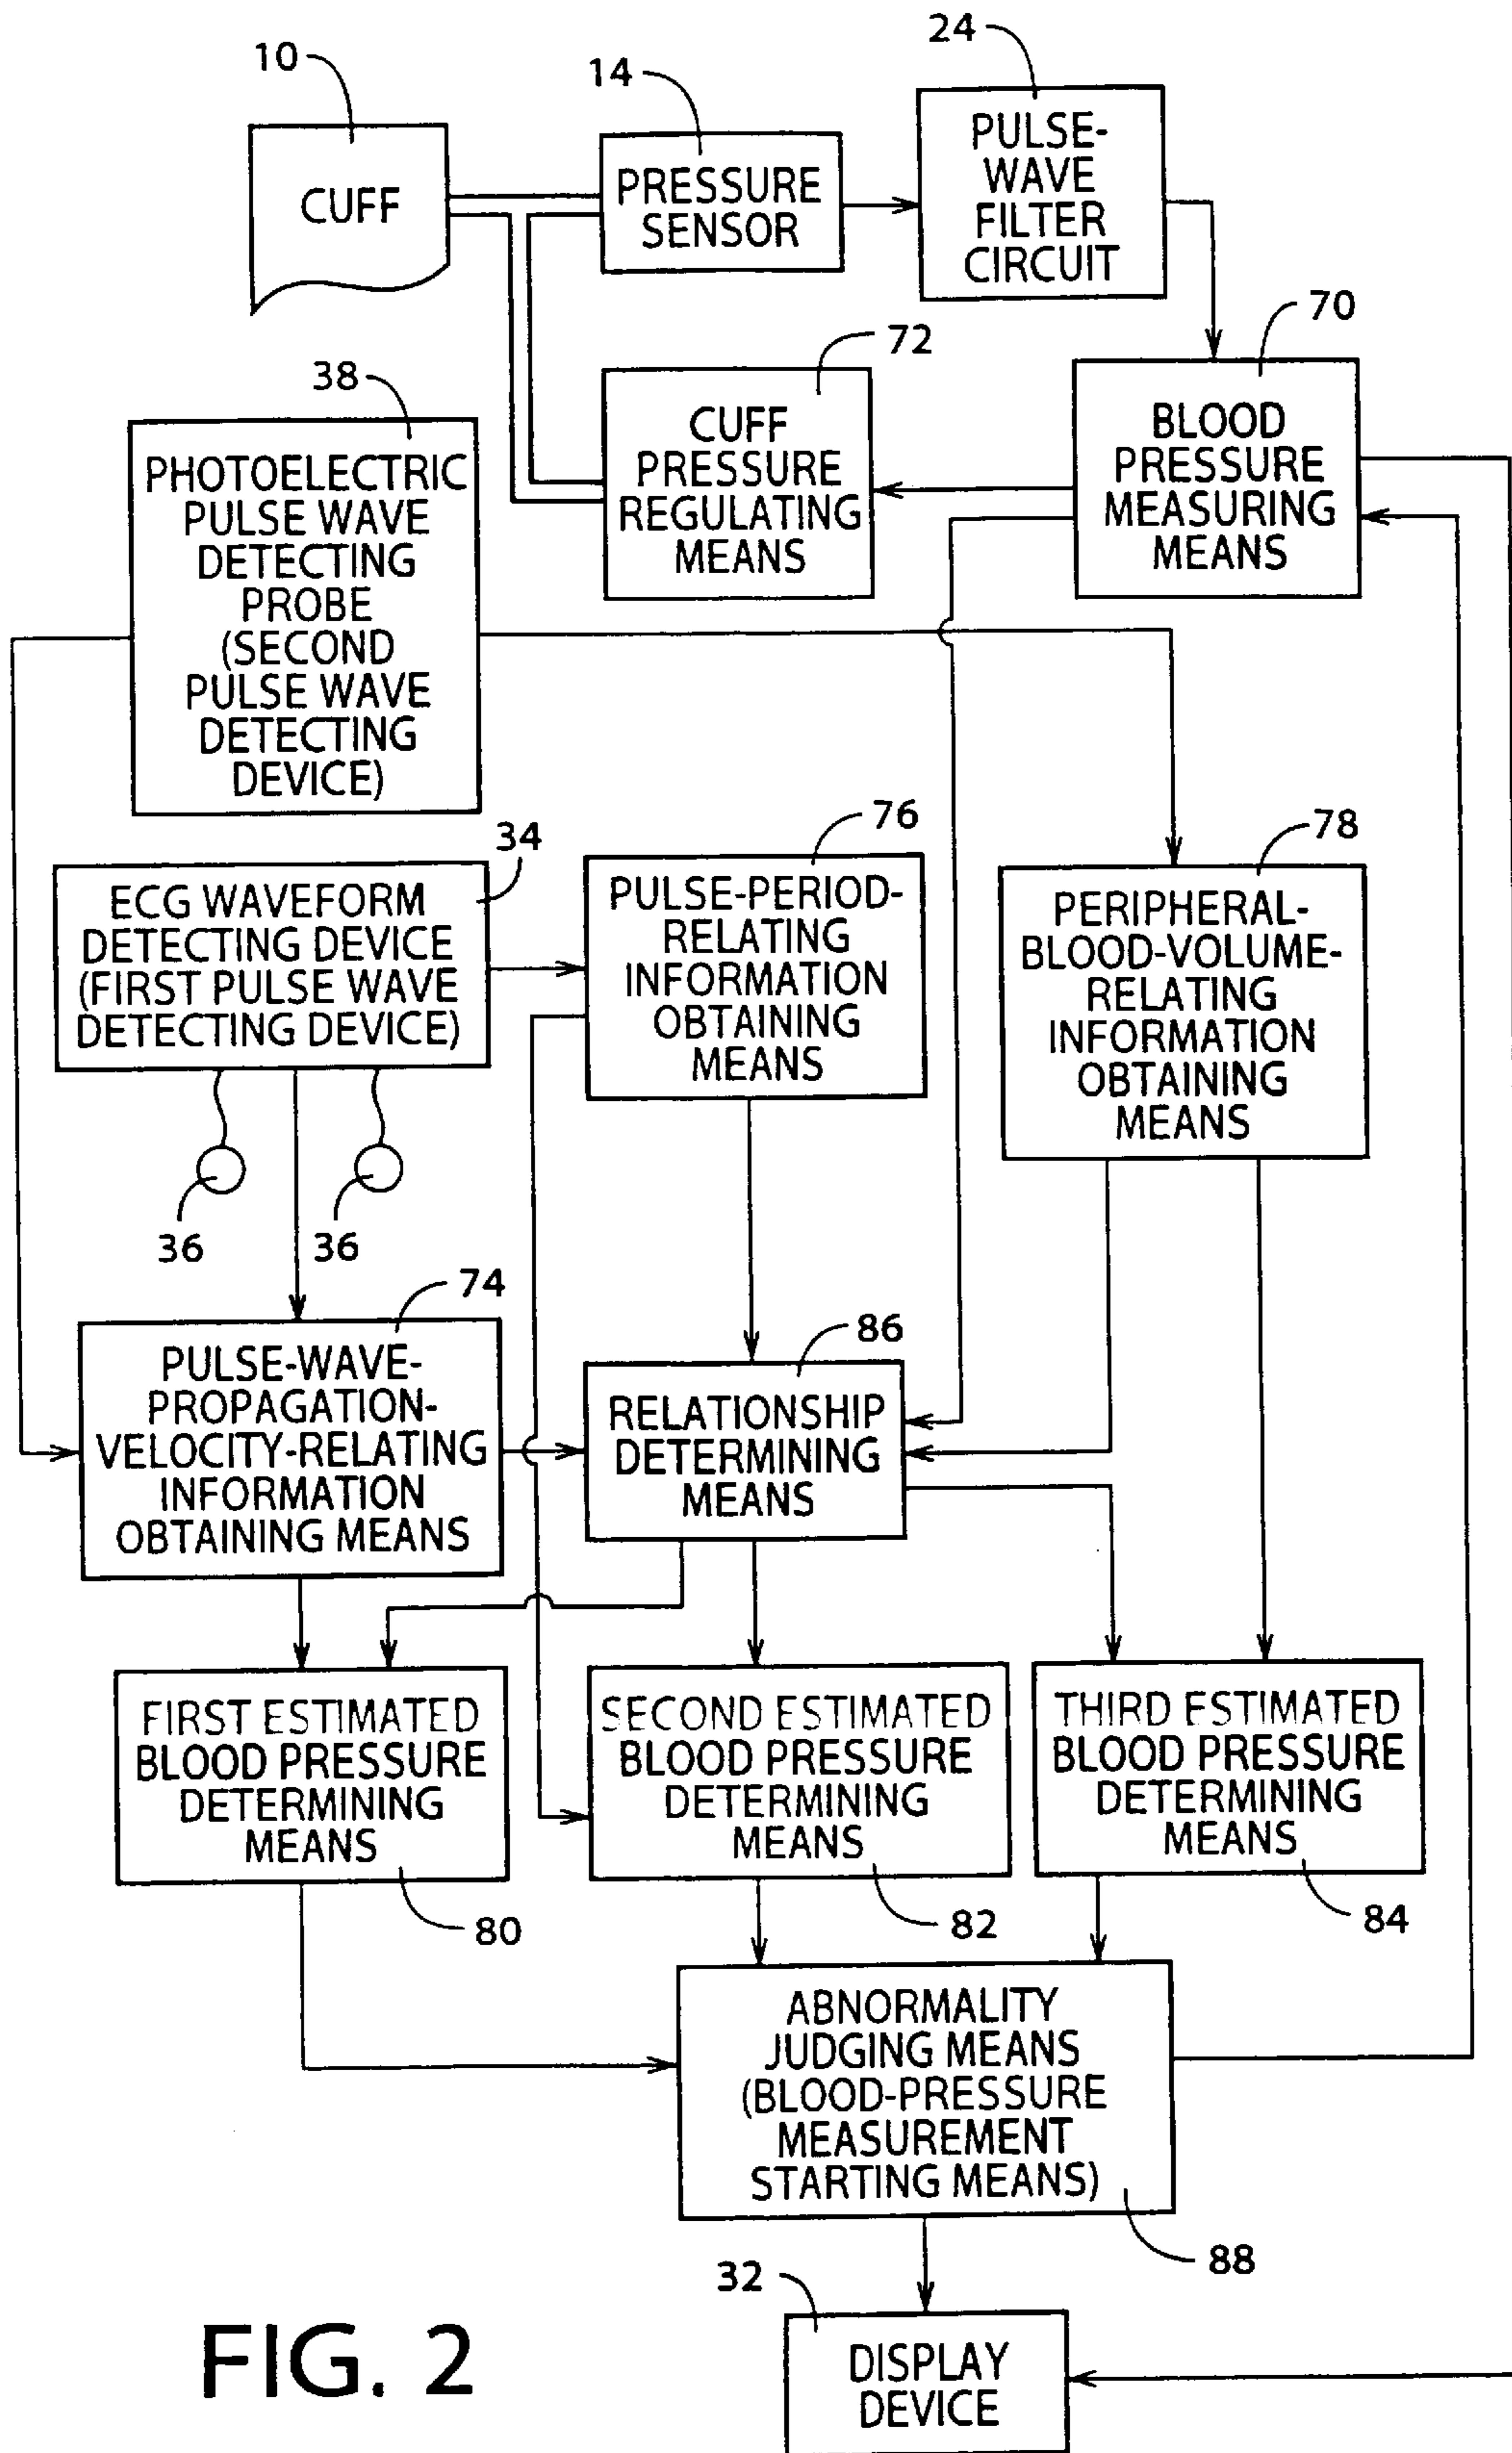 10
CUFF
14
PRESSURE
SENSOR
24
PULSE-
WAVE
FILTER
CIRCUIT
72
CUFF
PRESSURE
REGULATING
MEANS
70
BLOOD
PRESSURE
MEASURING
MEANS
38
PHOTOELECTRIC
PULSE WAVE
DETECTING
PROBE
(SECOND
PULSE WAVE
DETECTING
DEVICE)
34
ECG WAVEFORM
DETECTING DEVICE
(FIRST PULSE WAVE
DETECTING DEVICE)
36
36
76
PULSE-PERIOD-
RELATING
INFORMATION
OBTAINING
MEANS
78
PERIPHERAL-
BLOOD-VOLUME-
RELATING
INFORMATION
OBTAINING
MEANS
74
PULSE-WAVE-
PROPAGATION-
VELOCITY-RELATING
INFORMATION
OBTAINING MEANS
86
RELATIONSHIP
DETERMINING
MEANS
FIRST ESTIMATED
BLOOD PRESSURE
DETERMINING
MEANS
80
SECOND ESTIMATED
BLOOD PRESSURE
DETERMINING
MEANS
82
THIRD ESTIMATED
BLOOD PRESSURE
DETERMINING
MEANS
84
ABNORMALITY
JUDGING MEANS
(BLOOD-PRESSURE
MEASUREMENT
STARTING MEANS)
88
32
DISPLAY
DEVICE
FIG. 2